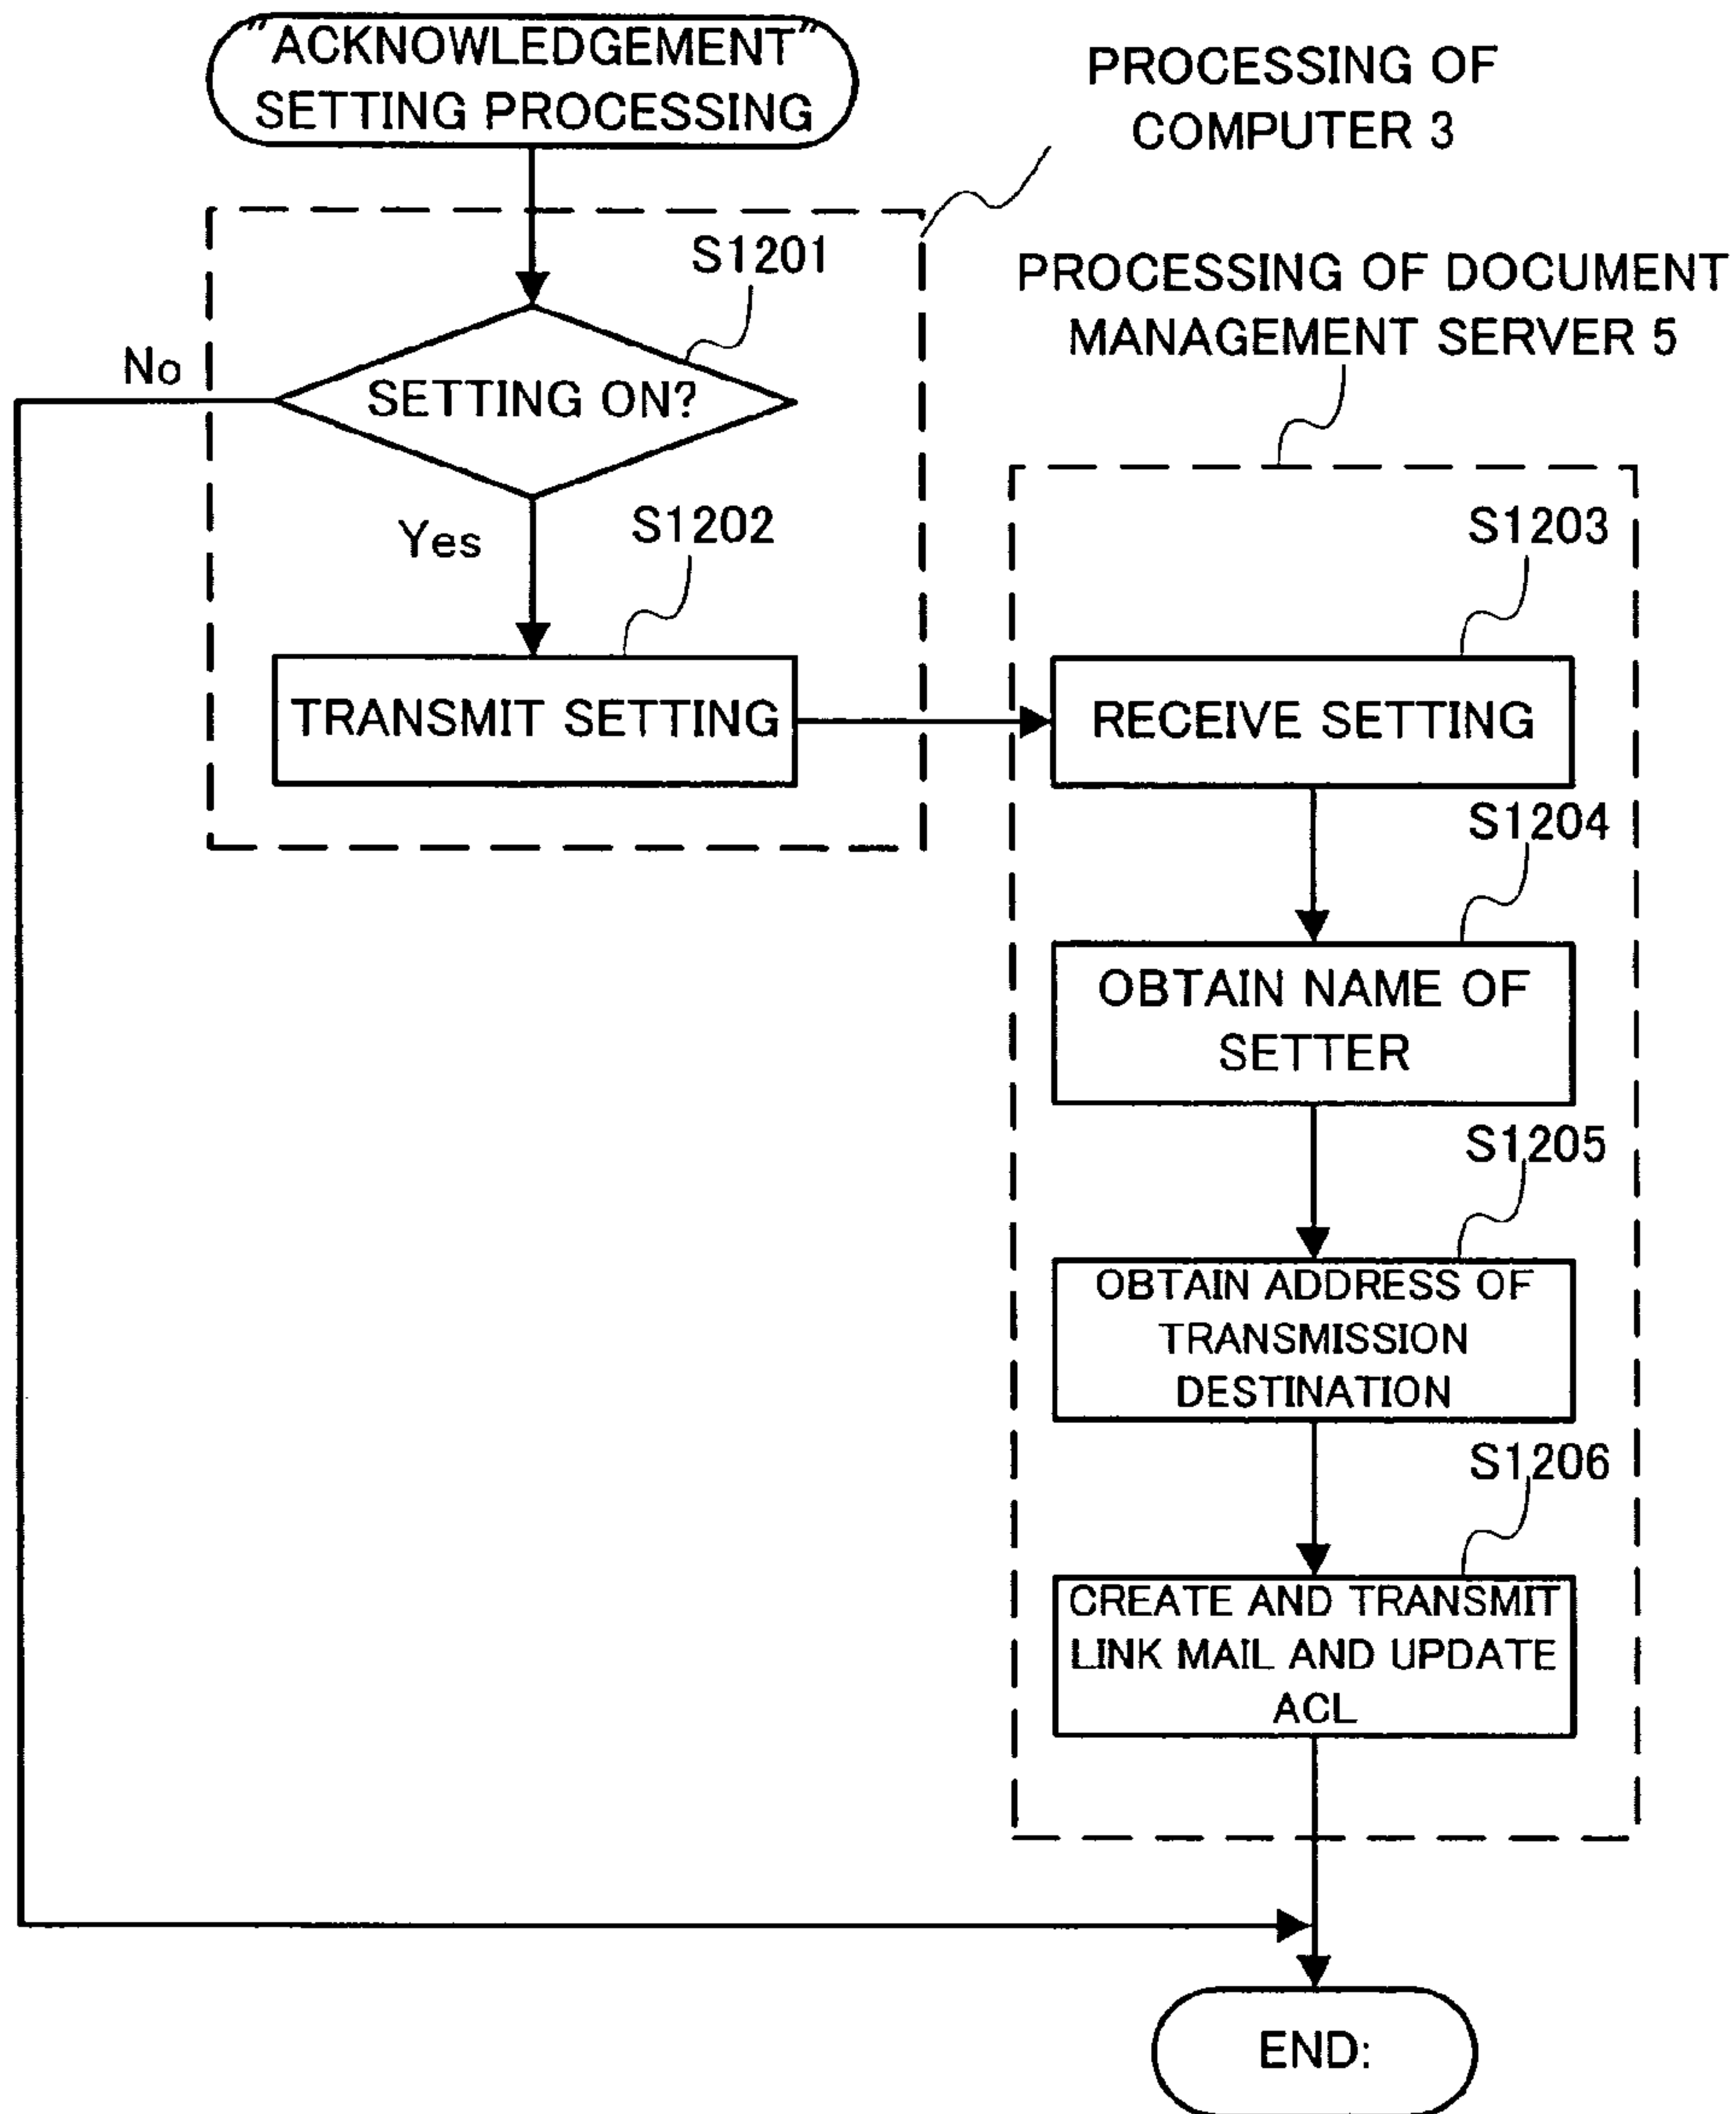 "ACKNOWLEDGEMENT"
SETTING PROCESSING
PROCESSING OF
COMPUTER 3
S1201
PROCESSING OF DOCUMENT
MANAGEMENT SERVER 5
No
SETTING ON?
Yes
S1202
S1203
TRANSMIT SETTING
RECEIVE SETTING
S1204
OBTAIN NAME OF
SETTER
S1205
OBTAIN ADDRESS OF
TRANSMISSION
DESTINATION
S1206
CREATE AND TRANSMIT
LINK MAIL AND UPDATE
ACL
END: